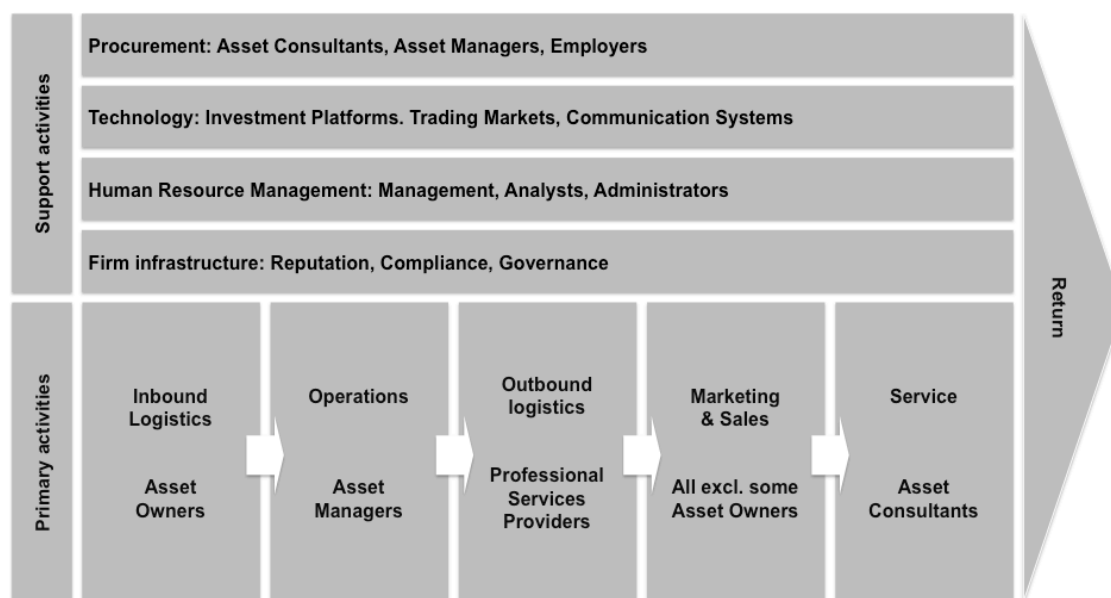 Support activities
Procurement: Asset Consultants, Asset Managers, Employers
Technology: Investment Platforms. Trading Markets, Communication Systems
Human Resource Management: Management, Analysts, Administrators
Firm infrastructure: Reputation, Compliance, Governance
Primary activities
Inbound
Logistics
Asset
Owners
Operations
Asset
Managers
Outbound
logistics
Professional
Services
Providers
Marketing
& Sales
All excl. some
Asset Owners
Service
Asset
Consultants
Return